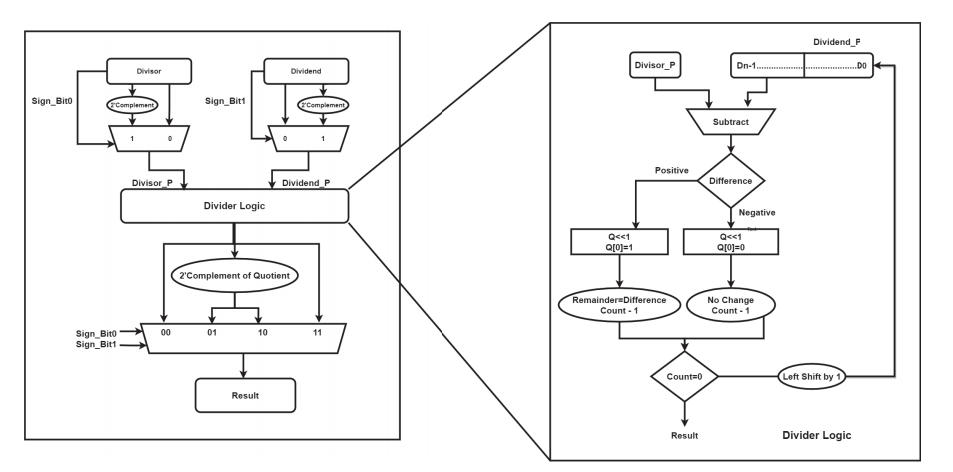 Divisor
Dividend
Sign_Bit0
2'Complement
Sign_Bit1
2'Complement
1 0
0 1
Divisor_P
Dividend_P
Divider Logic
2'Complement of Quotient
00 01 10 11
Sign_Bit0
Sign_Bit1
Result
Dividend_P
Divisor_P
Dn-1......................................D0
Subtract
Positive
Difference
Negative
Q<<1
Q[0]=1
Q<<1
Q[0]=0
Remainder=Difference
Count - 1
No Change
Count - 1
Count=0
Left Shift by 1
Result
Divider Logic